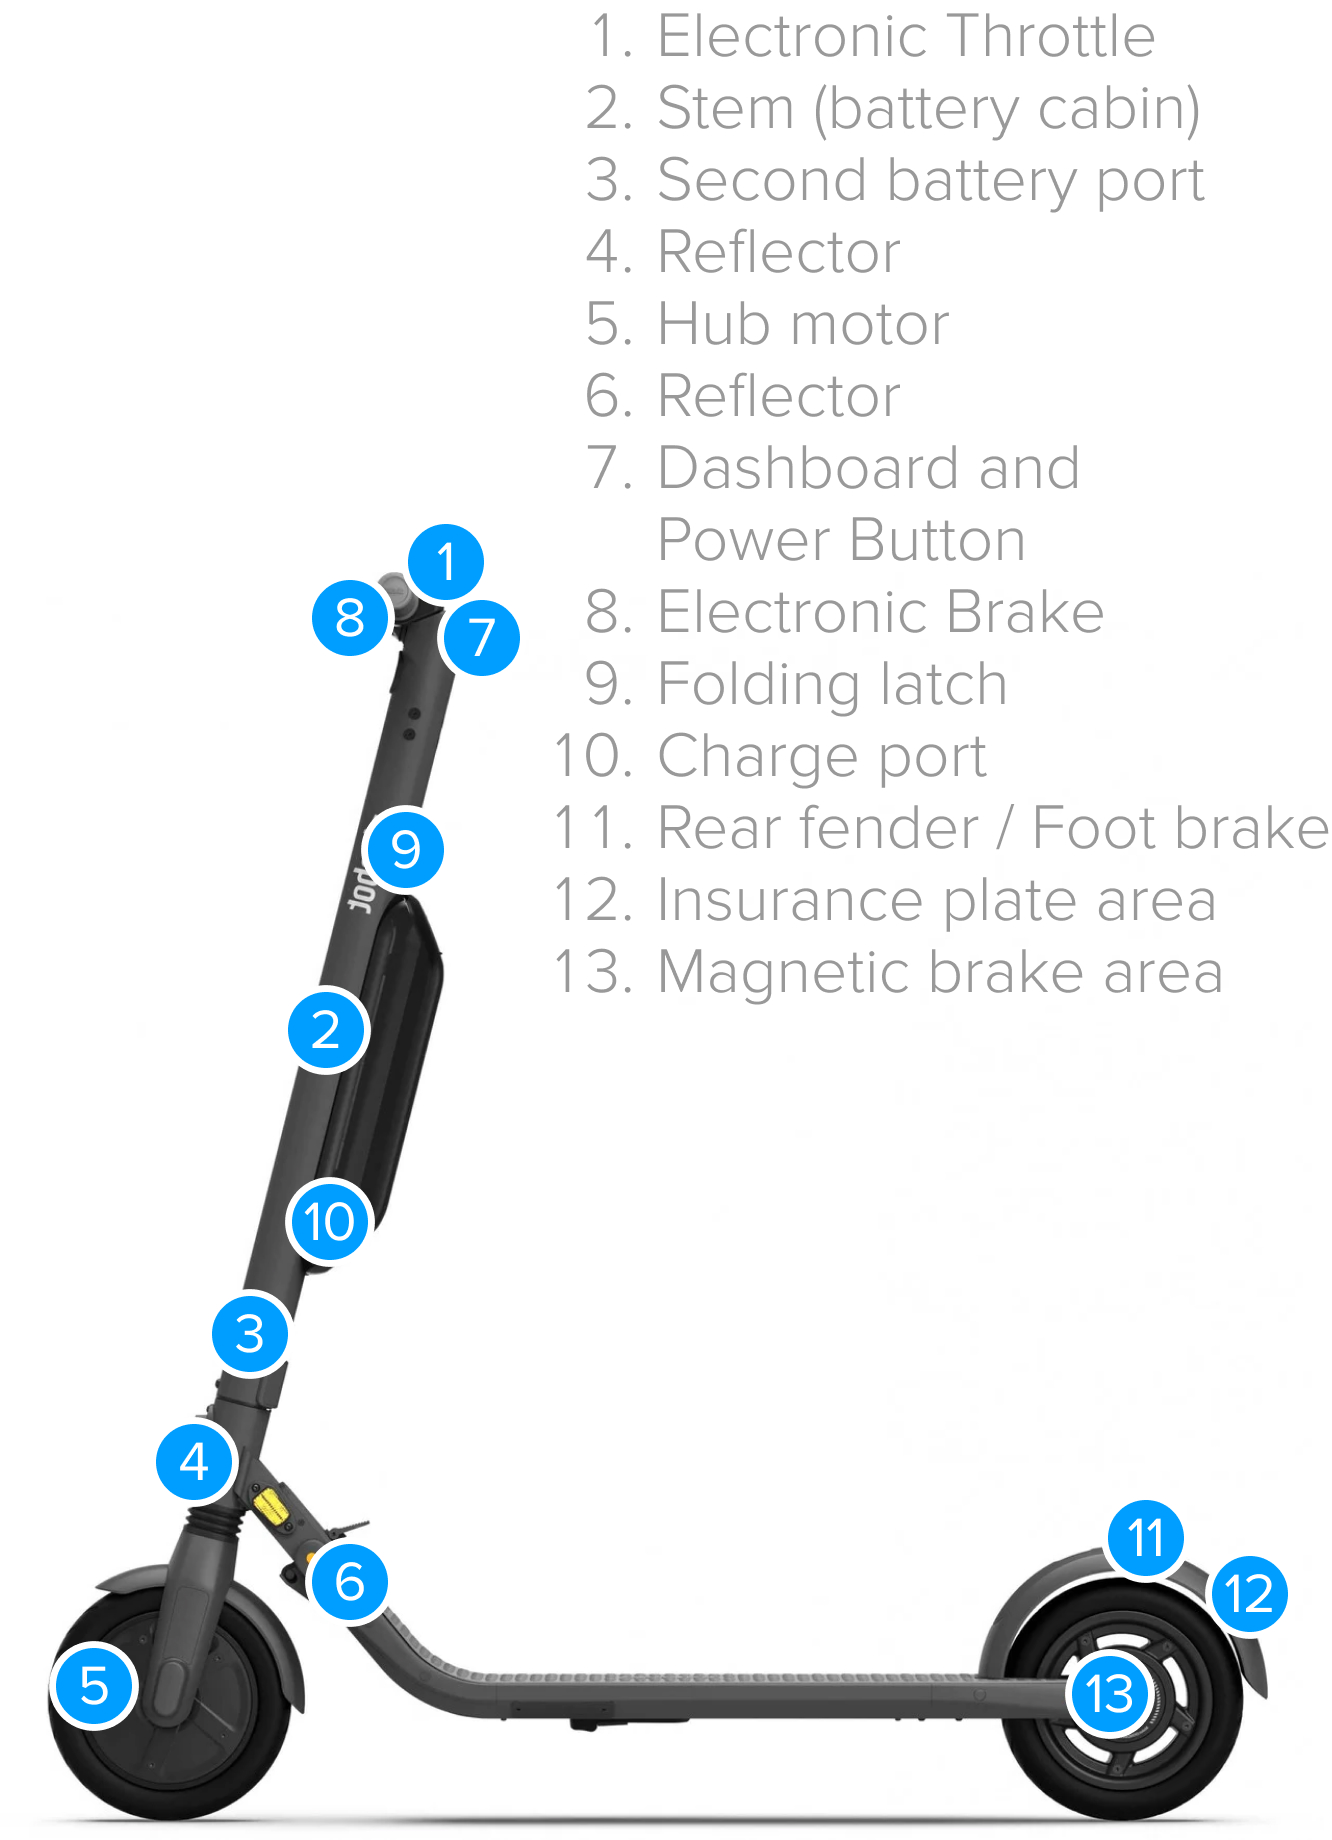 1. Electronic Throttle
2. Stem (battery cabin)
3. Second battery port
4. Reflector
5. Hub motor
6. Reflector
7. Dashboard and
Power Button
8. Electronic Brake
9. Folding latch
10. Charge port
11. Rear fender / Foot brake
12. Insurance plate area
13. Magnetic brake area
1
8
7
9
2
10
3
4
11
6
12
5
13